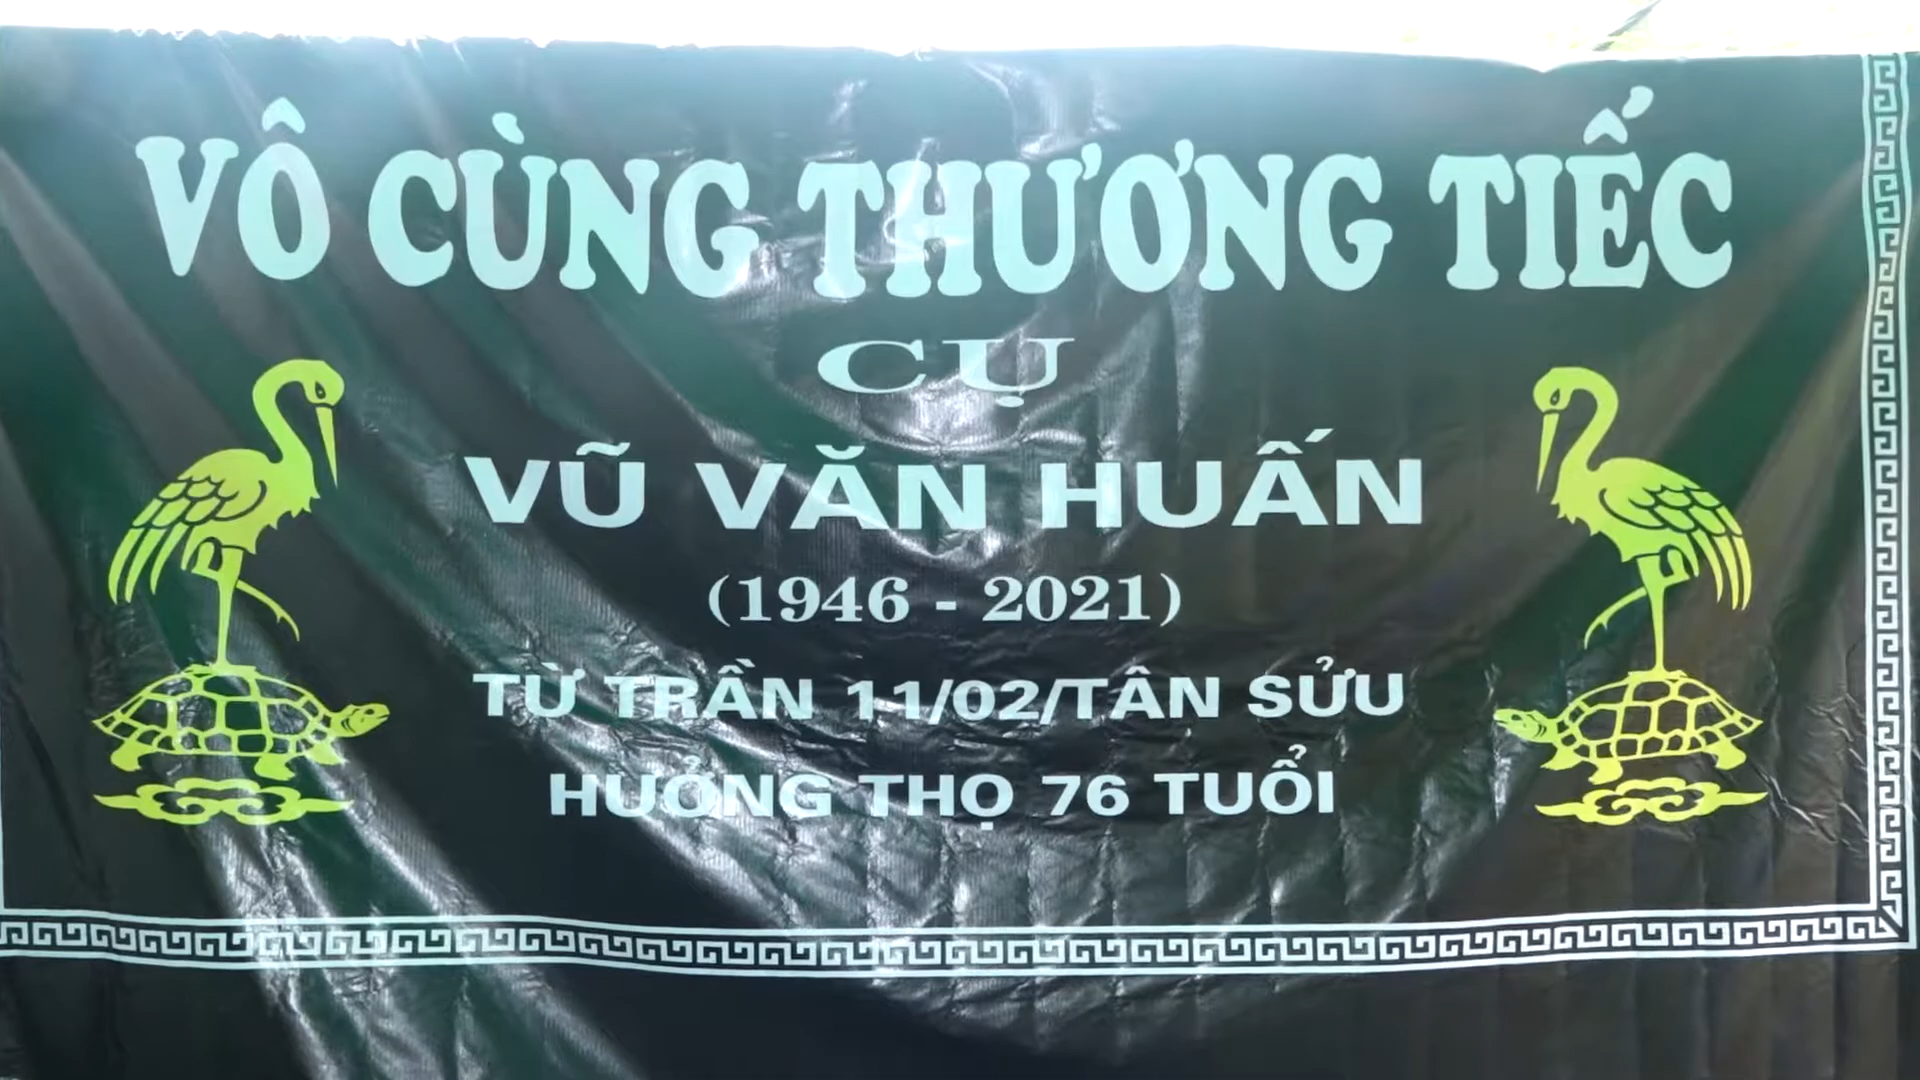 VÔ CÙNG THƯƠNG TIẾC
CỤ
VŨ VĂN HUẤN
(1946 - 2021)
TỪ TRẦN 11/02/TÂN SỬU
HƯỞNG THỌ 76 TUỔI